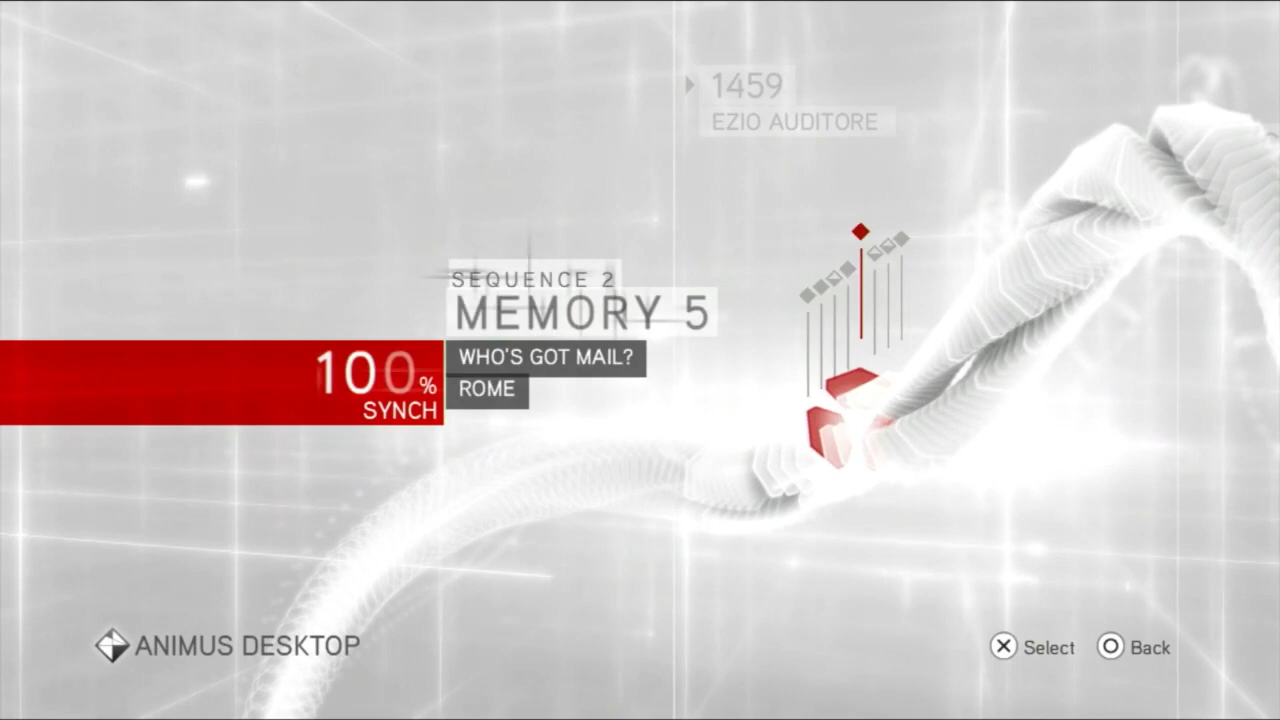 1459
EZIO AUDITORE
SEQUENCE 2
MEMORY 5
100%
SYNCH
WHO'S GOT MAIL?
ROME
ANIMUS DESKTOP
Select
Back